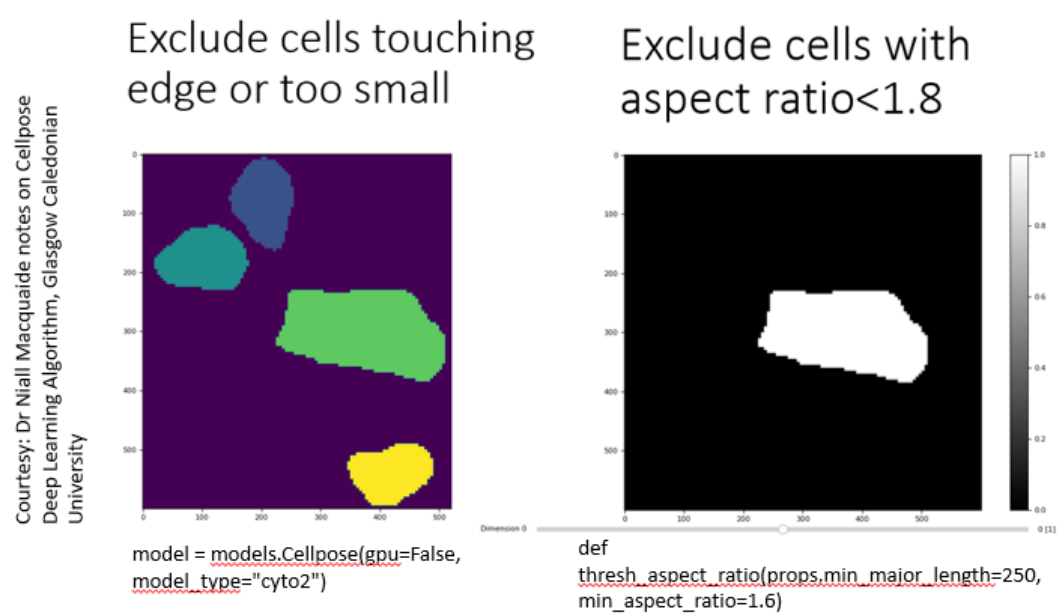 Exclude cells touching
edge or too small
Exclude cells with
aspect ratio<1.8
Courtesy: Dr Niall Macquaide notes on Cellpose
Deep Learning Algorithm, Glasgow Caledonian
University
0
100
200
300
400
500
0 100 200 300 400 500
0
100
200
300
400
500
0 100 200 300 400 500
1.0
0.8
0.6
0.4
0.2
0.0
Dimension 0
0 [1]
model = models.Cellpose(gpu=False,
model_type="cyto2")
def
thresh_aspect_ratio(props,min_major_length=250,
min_aspect_ratio=1.6)